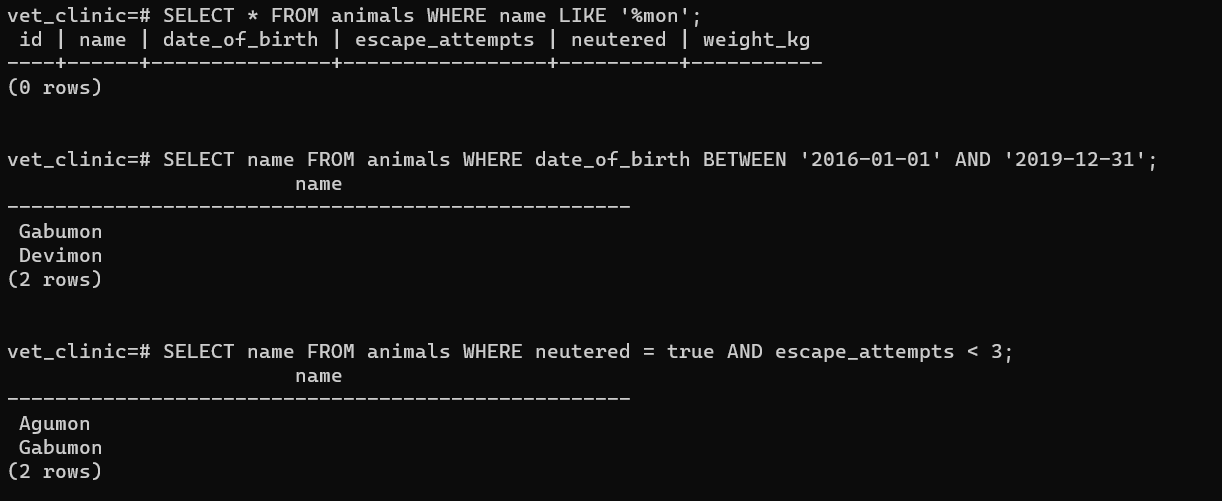 vet_clinic=# SELECT * FROM animals WHERE name LIKE '%mon';
 id | name | date_of_birth | escape_attempts | neutered | weight_kg
----+------+---------------+-----------------+----------+-----------
(0 rows)
vet_clinic=# SELECT name FROM animals WHERE date_of_birth BETWEEN '2016-01-01' AND '2019-12-31';
                        name
----------------------------------------------------
 Gabumon
 Devimon
(2 rows)
vet_clinic=# SELECT name FROM animals WHERE neutered = true AND escape_attempts < 3;
                        name
----------------------------------------------------
 Agumon
 Gabumon
(2 rows)